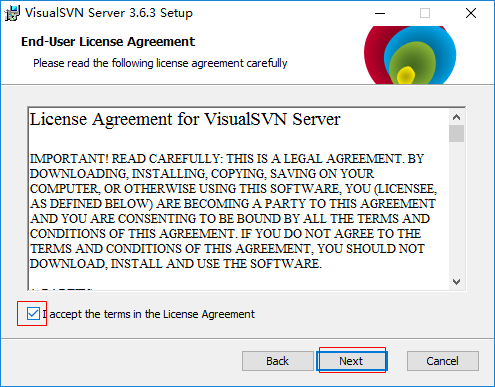 VisualSVN Server 3.6.3 Setup
End-User License Agreement
Please read the following license agreement carefully
License Agreement for VisualSVN Server
IMPORTANT! READ CAREFULLY: THIS IS A LEGAL AGREEMENT. BY
DOWNLOADING, INSTALLING, COPYING, SAVING ON YOUR
COMPUTER, OR OTHERWISE USING THIS SOFTWARE, YOU (LICENSEE,
AS DEFINED BELOW) ARE BECOMING A PARTY TO THIS AGREEMENT
AND YOU ARE CONSENTING TO BE BOUND BY ALL THE TERMS AND
CONDITIONS OF THIS AGREEMENT. IF YOU DO NOT AGREE TO THE
TERMS AND CONDITIONS OF THIS AGREEMENT, YOU SHOULD NOT
DOWNLOAD, INSTALL AND USE THE SOFTWARE.
I accept the terms in the License Agreement
Back
Next
Cancel